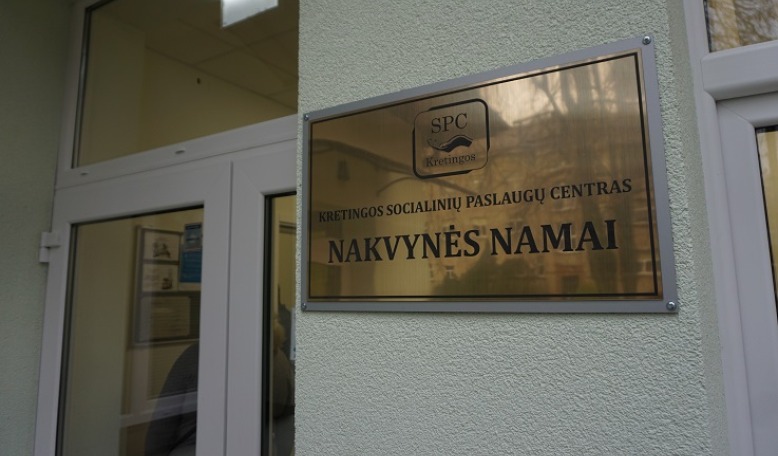 SPC
Kretingos
KRETINGOS SOCIALINIŲ PASLAUGŲ CENTRAS
NAKVYNĖS NAMAI